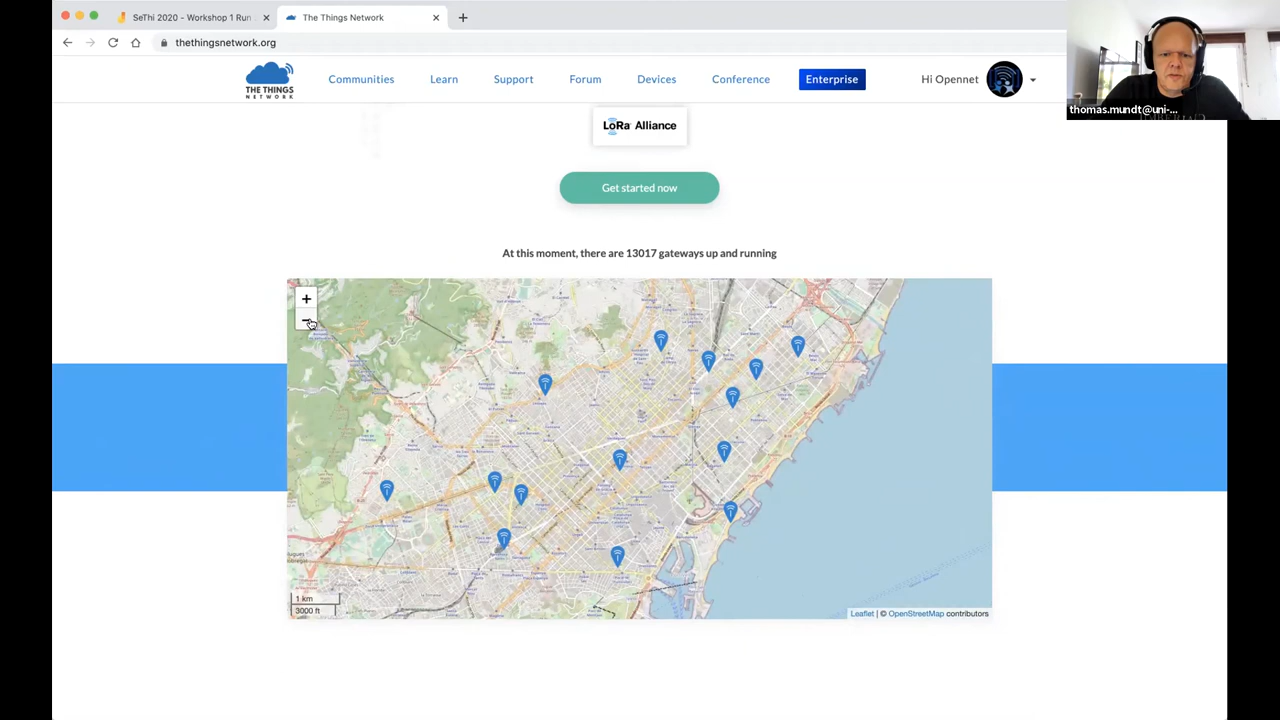 SeThi 2020 - Workshop 1 Run
The Things Network
thethingsnetwork.org
THE THINGS
NETWORK
Communities
Learn
Support
Forum
Devices
Conference
Enterprise
Hi Opennet
thomas.mundt@uni-...
LoRa Alliance
Get started now
At this moment, there are 13017 gateways up and running
+
1 km
3000 ft
Leaflet | © OpenStreetMap contributors